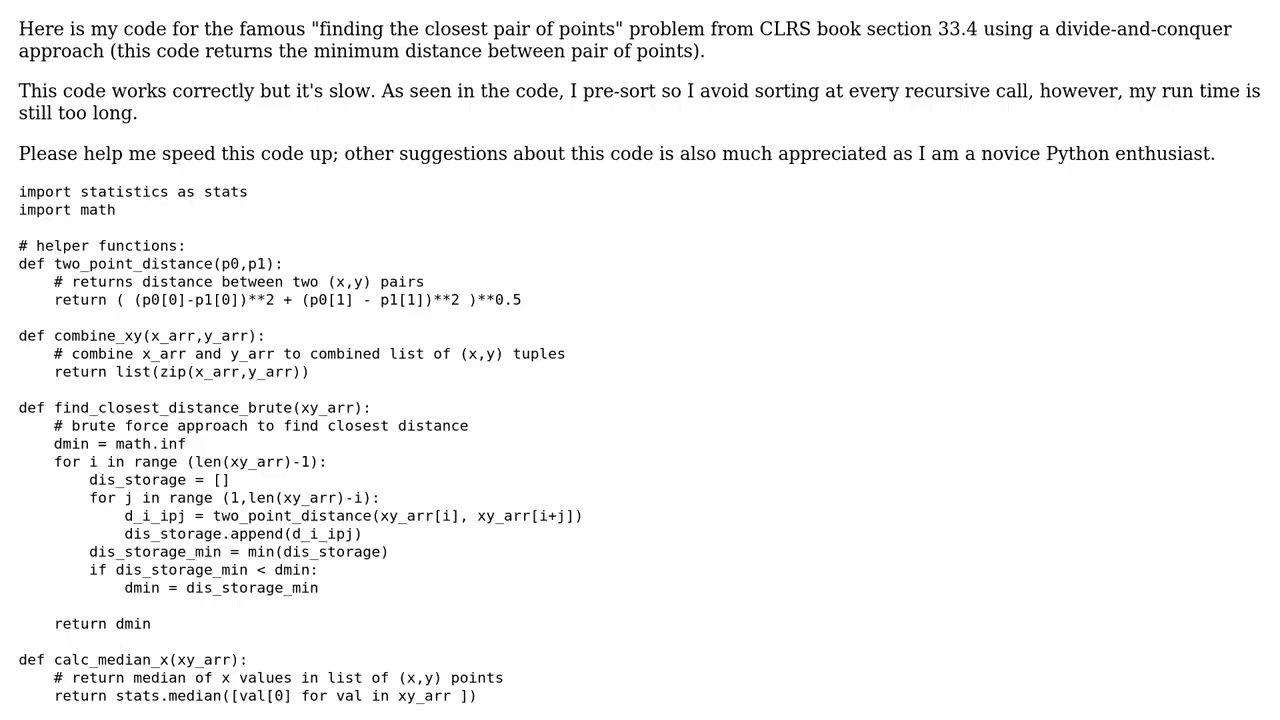 Here is my code for the famous "finding the closest pair of points" problem from CLRS book section 33.4 using a divide-and-conquer
approach (this code returns the minimum distance between pair of points).
This code works correctly but it's slow. As seen in the code, I pre-sort so I avoid sorting at every recursive call, however, my run time is
still too long.
Please help me speed this code up; other suggestions about this code is also much appreciated as I am a novice Python enthusiast.
import statistics as stats
import math
# helper functions:
def two_point_distance(p0,p1):
    # returns distance between two (x,y) pairs
    return ( (p0[0]-p1[0])**2 + (p0[1] - p1[1])**2 )**0.5
def combine_xy(x_arr,y_arr):
    # combine x_arr and y_arr to combined list of (x,y) tuples
    return list(zip(x_arr,y_arr))
def find_closest_distance_brute(xy_arr):
    # brute force approach to find closest distance
    dmin = math.inf
    for i in range (len(xy_arr)-1):
        dis_storage = []
        for j in range (1,len(xy_arr)-i):
            d_i_ipj = two_point_distance(xy_arr[i], xy_arr[i+j])
            dis_storage.append(d_i_ipj)
        dis_storage_min = min(dis_storage)
        if dis_storage_min < dmin:
            dmin = dis_storage_min
    return dmin
def calc_median_x(xy_arr):
    # return median of x values in list of (x,y) points
    return stats.median([val[0] for val in xy_arr ])